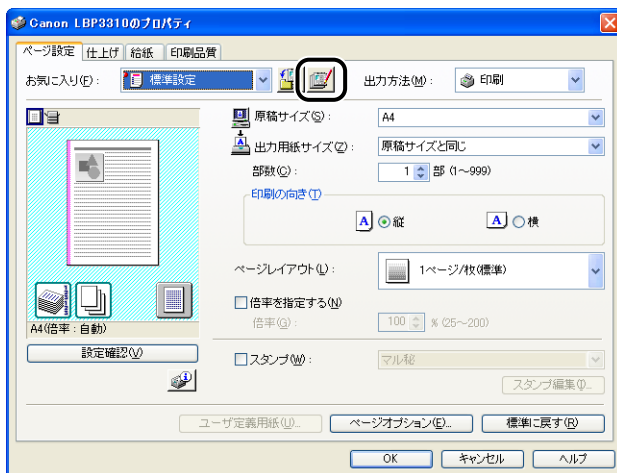 Canon LBP3310のプロパティ
ページ設定 仕上げ 給紙 印刷品質
お気に入り(F): 標準設定 出力方法(M): 印刷
原稿サイズ(S): A4
出力用紙サイズ(Z): 原稿サイズと同じ
部数(C): 1 部 (1～999)
印刷の向き(T)
A 縦 A 横
ページレイアウト(L): 1ページ/枚(標準)
倍率を指定する(N)
倍率(G): 100 % (25～200)
A4(倍率：自動)
設定確認(V)
スタンプ(W): マル秘
スタンプ編集(I)...
ユーザ定義用紙(U)... ページオプション(E)... 標準に戻す(R)
OK キャンセル ヘルプ